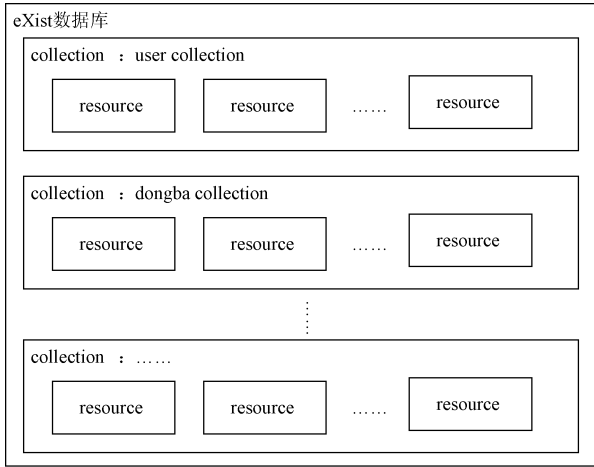 eXist数据库
collection ：user collection
resource resource …… resource
collection ：dongba collection
resource resource …… resource
collection ：……
resource resource …… resource